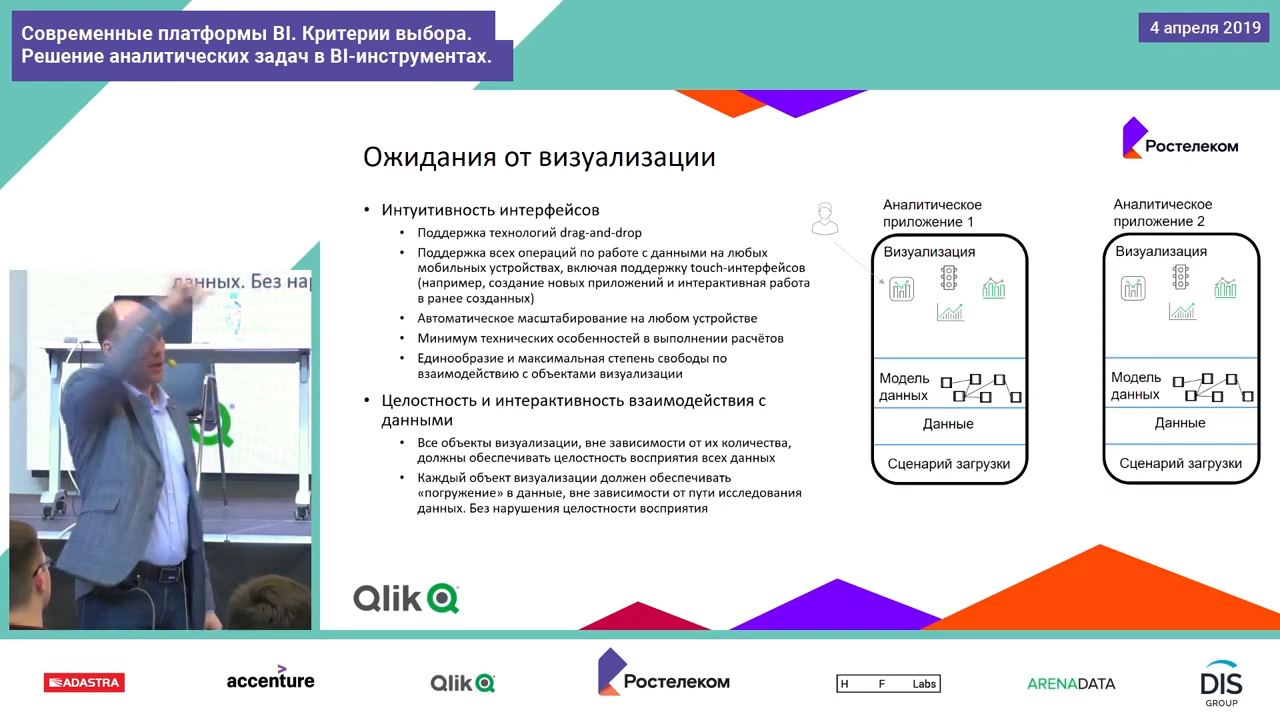 Современные платформы BI. Критерии выбора.
Решение аналитических задач в BI-инструментах.
4 апреля 2019
Ростелеком
Ожидания от визуализации
• Интуитивность интерфейсов
• Поддержка технологий drag-and-drop
• Поддержка всех операций по работе с данными на любых
мобильных устройствах, включая поддержку touch-интерфейсов
(например, создание новых приложений и интерактивная работа
в ранее созданных)
• Автоматическое масштабирование на любом устройстве
• Минимум технических особенностей в выполнении расчётов
• Единообразие и максимальная степень свободы по
взаимодействию с объектами визуализации
• Целостность и интерактивность взаимодействия с
данными
• Все объекты визуализации, вне зависимости от их количества,
должны обеспечивать целостность восприятия всех данных
• Каждый объект визуализации должен обеспечивать
«погружение» в данные, вне зависимости от пути исследования
данных. Без нарушения целостности восприятия
Аналитическое
приложение 1
Визуализация
Модель
данных
Данные
Сценарий загрузки
Аналитическое
приложение 2
Визуализация
Модель
данных
Данные
Сценарий загрузки
данных. Без нар
Qlik
ADASTRA
accenture
Qlik
Ростелеком
H F Labs
ARENADATA
DIS
GROUP